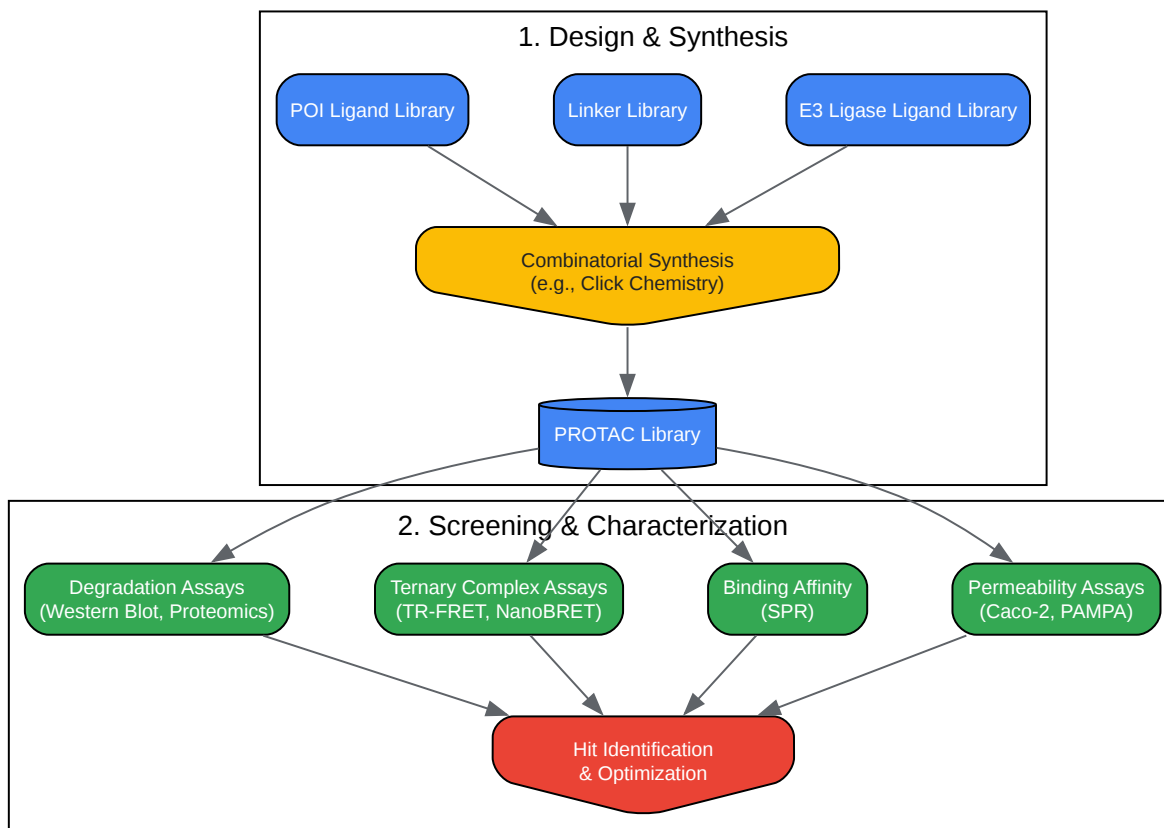 1. Design & Synthesis
POI Ligand Library
Linker Library
E3 Ligase Ligand Library
Combinatorial Synthesis
(e.g., Click Chemistry)
PROTAC Library
2. Screening & Characterization
Degradation Assays
(Western Blot, Proteomics)
Ternary Complex Assays
(TR-FRET, NanoBRET)
Binding Affinity
(SPR)
Permeability Assays
(Caco-2, PAMPA)
Hit Identification
& Optimization